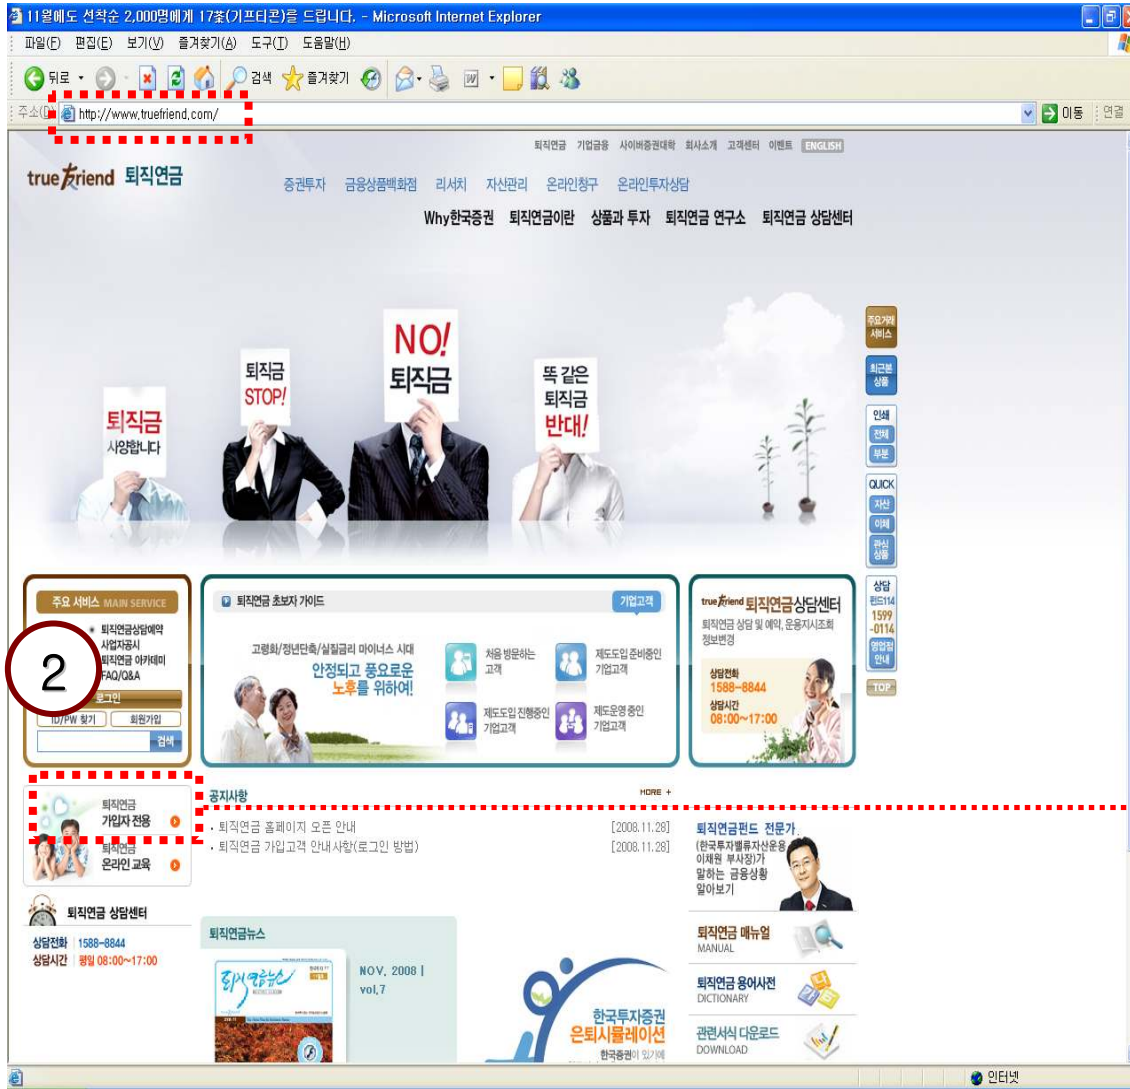 11월에도 선착순 2,000명에게 17茶(기프티콘)를 드립니다. - Microsoft Internet Explorer
파일(F) 편집(E) 보기(V) 즐겨찾기(A) 도구(T) 도움말(H)
뒤로 검색 즐겨찾기
주소(D) http://www.truefriend.com/ 이동 연결
퇴직연금 기업금융 사이버증권대학 회사소개 고객센터 이벤트 ENGLISH
true friend 퇴직연금
증권투자 금융상품백화점 리서치 자산관리 온라인창구 온라인투자상담
Why한국증권 퇴직연금이란 상품과 투자 퇴직연금 연구소 퇴직연금 상담센터
퇴직금
사양합니다
퇴직금
STOP!
NO!
퇴직금
똑 같은
퇴직금
반대!
주요거래
서비스
최근본
상품
인쇄
전체
부분
QUICK
자산
이체
관심
상품
상담
펀드114
1599
-0114
영업점
안내
TOP
주요 서비스 MAIN SERVICE
퇴직연금상담예약
사업자공시
퇴직연금 아카데미
FAQ/Q&A
2
로그인
ID/PW 찾기 회원가입
검색
퇴직연금 초보자 가이드 기업고객
고령화/정년단축/실질금리 마이너스 시대
안정되고 풍요로운
노후를 위하여!
처음 방문하는
고객
제도도입 준비중인
기업고객
제도도입 진행중인
기업고객
제도운영 중인
기업고객
true friend 퇴직연금상담센터
퇴직연금 상담 및 예약, 운용지시조회
정보변경
상담전화
1588-8844
상담시간
08:00~17:00
퇴직연금
가입자 전용
퇴직연금
온라인 교육
공지사항 MORE +
· 퇴직연금 홈페이지 오픈 안내 [2008.11.28]
· 퇴직연금 가입고객 안내사항(로그인 방법) [2008.11.28]
퇴직연금펀드 전문가
(한국투자밸류자산운용
이채원 부사장)가
말하는 금융상황
알아보기
퇴직연금 상담센터
상담전화 1588-8844
상담시간 평일 08:00~17:00
퇴직연금뉴스
퇴직연금뉴스
NOV, 2008 |
vol,7
한국투자증권
은퇴시뮬레이션
한국증권이 있기에
퇴직연금 매뉴얼
MANUAL
퇴직연금 용어사전
DICTIONARY
관련서식 다운로드
DOWNLOAD
인터넷